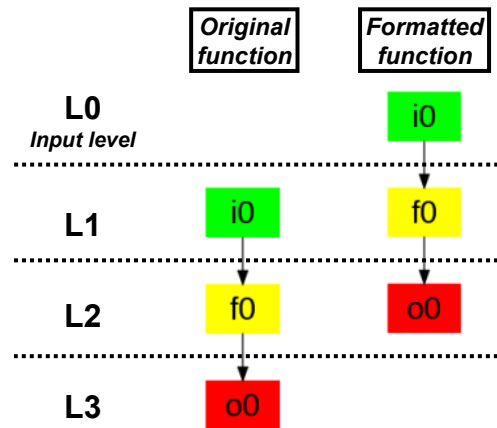 Original
function
Formatted
function
L0
Input level
i0
L1
i0
f0
L2
f0
o0
L3
o0